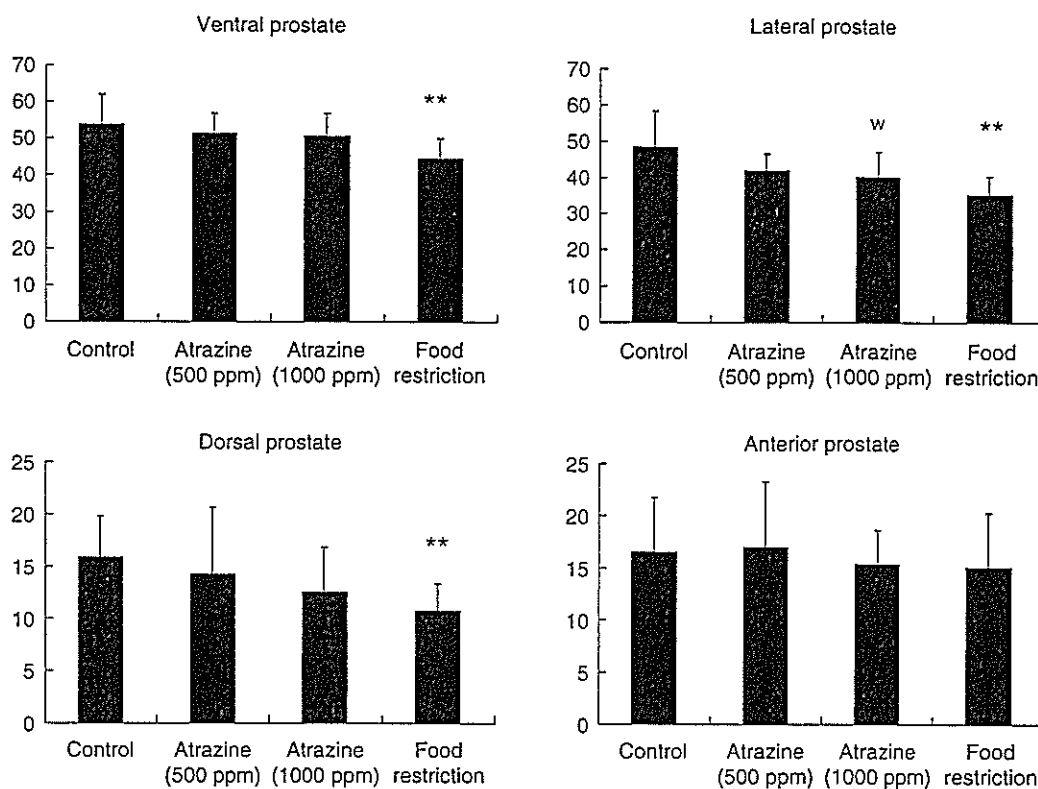 Ventral prostate
70
60
50
40
30
20
10
0
**
Control
Atrazine
(500 ppm)
Atrazine
(1000 ppm)
Food
restriction
Lateral prostate
70
60
50
40
30
20
10
0
w
**
Control
Atrazine
(500 ppm)
Atrazine
(1000 ppm)
Food
restriction
Dorsal prostate
25
20
15
10
5
0
**
Control
Atrazine
(500 ppm)
Atrazine
(1000 ppm)
Food
restriction
Anterior prostate
25
20
15
10
5
0
Control
Atrazine
(500 ppm)
Atrazine
(1000 ppm)
Food
restriction